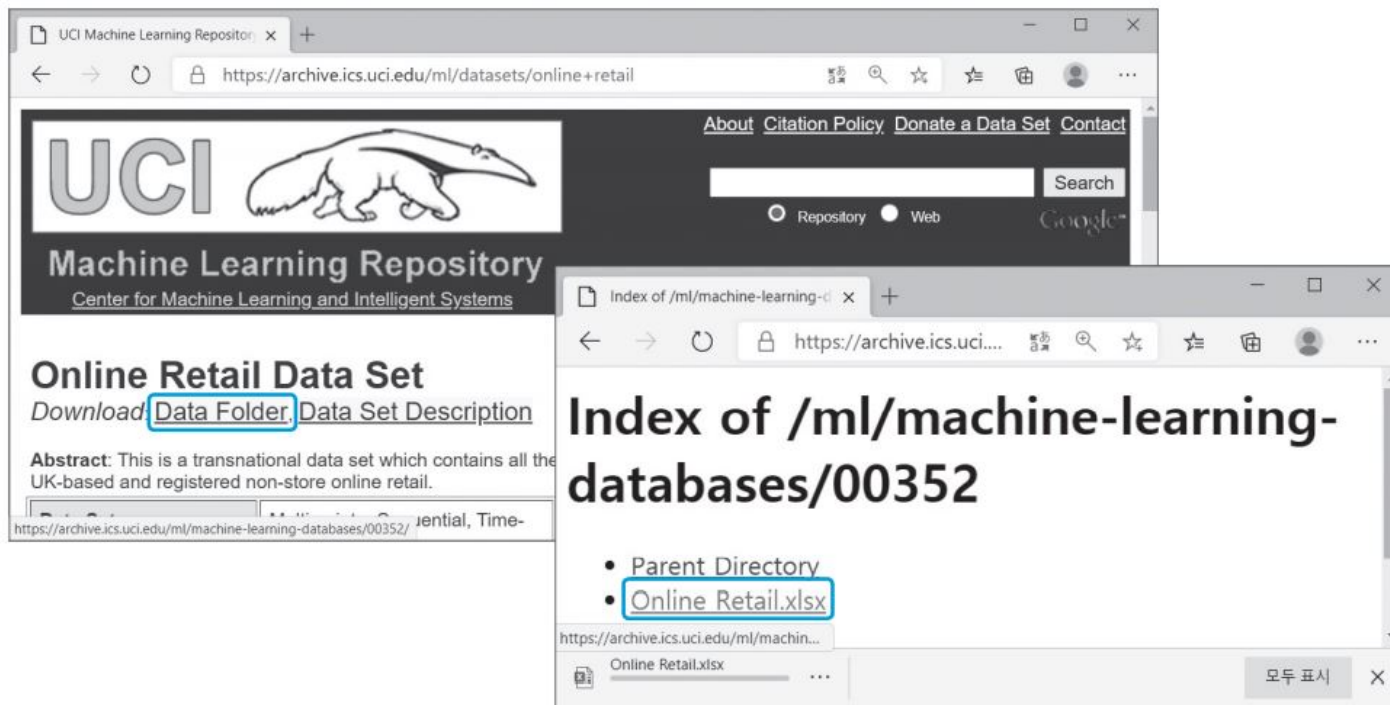 UCI Machine Learning Repositor
https://archive.ics.uci.edu/ml/datasets/online+retail
About Citation Policy Donate a Data Set Contact
UCI
Search
Repository Web
Google
Machine Learning Repository
Center for Machine Learning and Intelligent Systems
Online Retail Data Set
Download: Data Folder, Data Set Description
Abstract: This is a transnational data set which contains all the
UK-based and registered non-store online retail.
https://archive.ics.uci.edu/ml/machine-learning-databases/00352/
Time-
Index of /ml/machine-learning-d
https://archive.ics.uci....
Index of /ml/machine-learning-
databases/00352
Parent Directory
Online Retail.xlsx
https://archive.ics.uci.edu/ml/machin...
Online Retail.xlsx
모두 표시